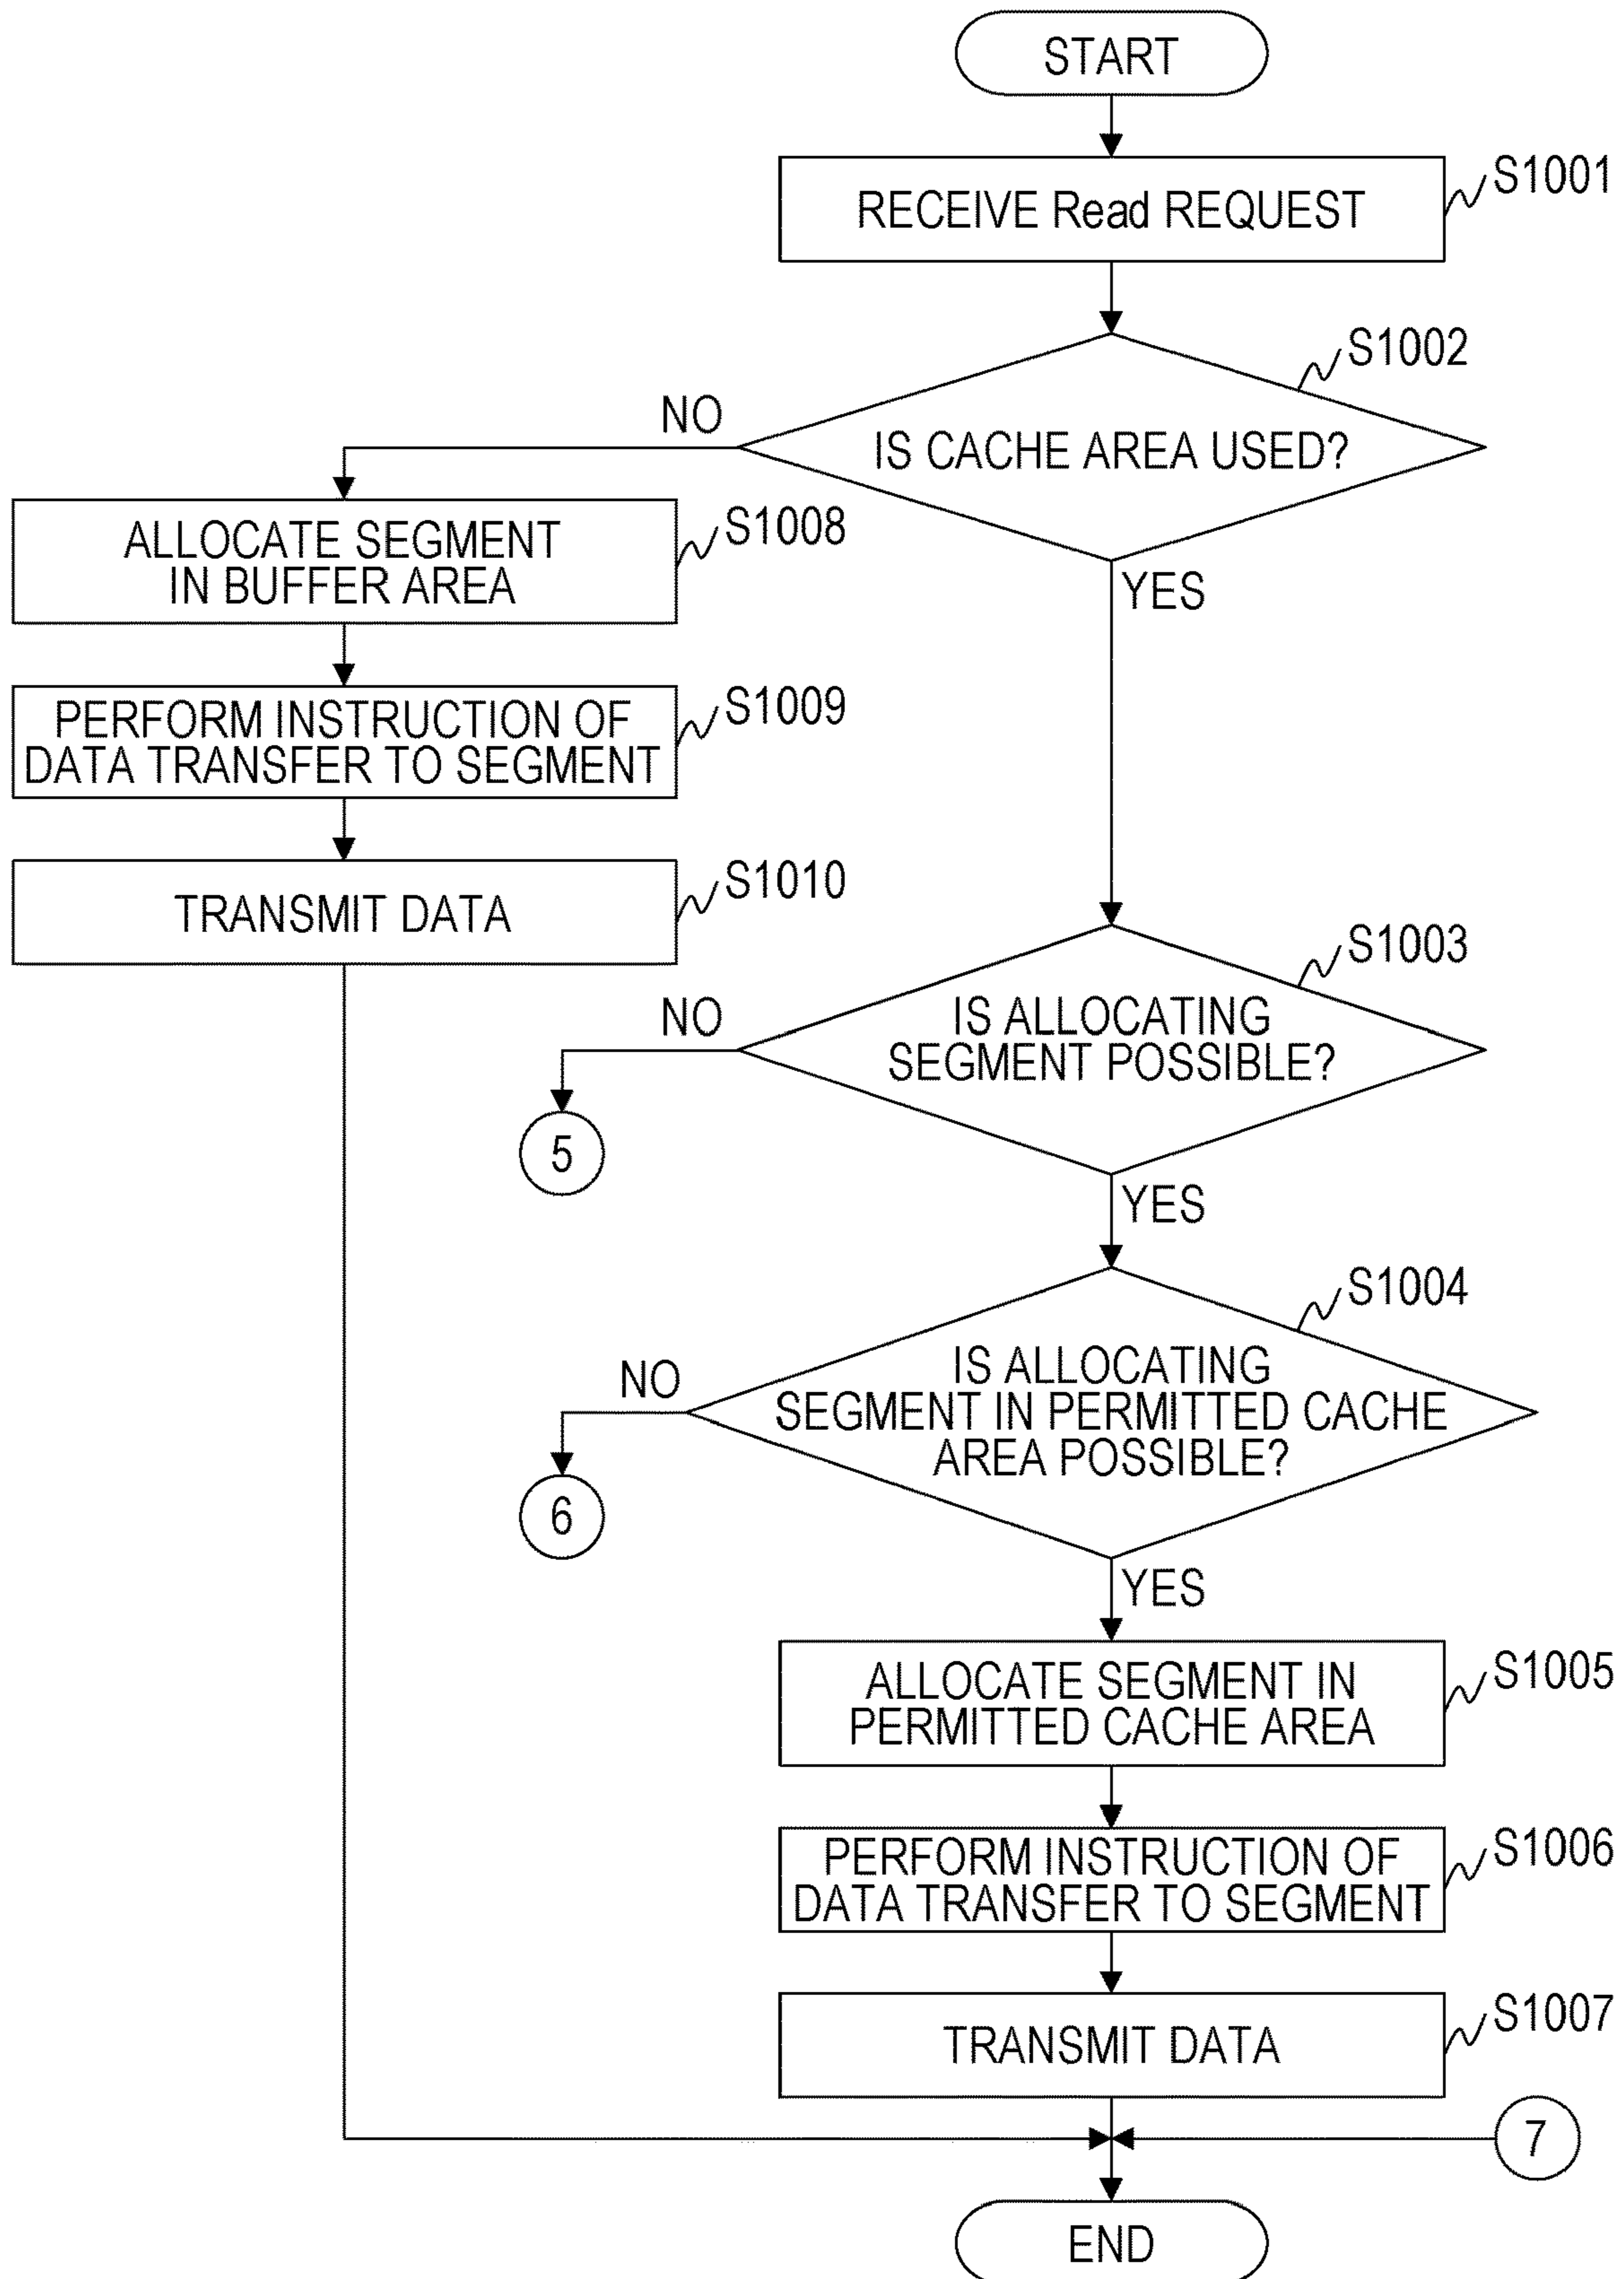 START
RECEIVE Read REQUEST
S1001
S1002
IS CACHE AREA USED?
NO
YES
ALLOCATE SEGMENT
IN BUFFER AREA
S1008
PERFORM INSTRUCTION OF
DATA TRANSFER TO SEGMENT
S1009
TRANSMIT DATA
S1010
S1003
IS ALLOCATING
SEGMENT POSSIBLE?
NO
5
YES
S1004
IS ALLOCATING
SEGMENT IN PERMITTED CACHE
AREA POSSIBLE?
NO
6
YES
ALLOCATE SEGMENT IN
PERMITTED CACHE AREA
S1005
PERFORM INSTRUCTION OF
DATA TRANSFER TO SEGMENT
S1006
TRANSMIT DATA
S1007
7
END